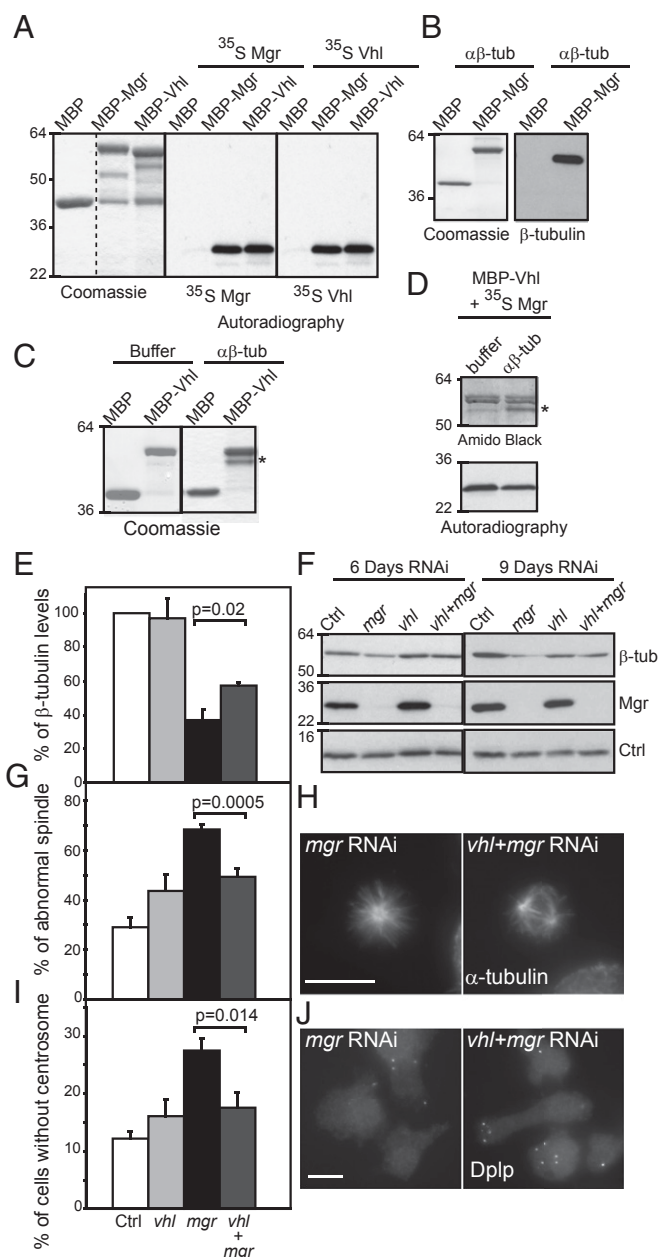 A
35S Mgr
35S Vhl
MBP
MBP-Mgr
MBP-Vhl
MBP
MBP-Mgr
MBP-Vhl
MBP
MBP-Mgr
MBP-Vhl
64
50
36
22
Coomassie
35S Mgr
35S Vhl
Autoradiography
B
αβ-tub
αβ-tub
MBP
MBP-Mgr
MBP
MBP-Mgr
64
36
Coomassie
β-tubulin
C
Buffer
αβ-tub
MBP
MBP-Vhl
MBP
MBP-Vhl
64
36
*
Coomassie
D
MBP-Vhl
+ 35S Mgr
buffer
αβ-tub
64
50
*
Amido Black
36
22
Autoradiography
E
% of β-tubulin levels
100
80
60
40
20
0
p=0.02
F
6 Days RNAi
9 Days RNAi
Ctrl
mgr
vhl
vhl+mgr
Ctrl
mgr
vhl
vhl+mgr
64
50
β-tub
36
22
Mgr
16
Ctrl
G
% of abnormal spindle
80
60
40
20
0
p=0.0005
H
mgr RNAi
vhl+mgr RNAi
α-tubulin
I
% of cells without centrosome
30
20
10
0
p=0.014
Ctrl
vhl
mgr
vhl
+
mgr
J
mgr RNAi
vhl+mgr RNAi
Dplp